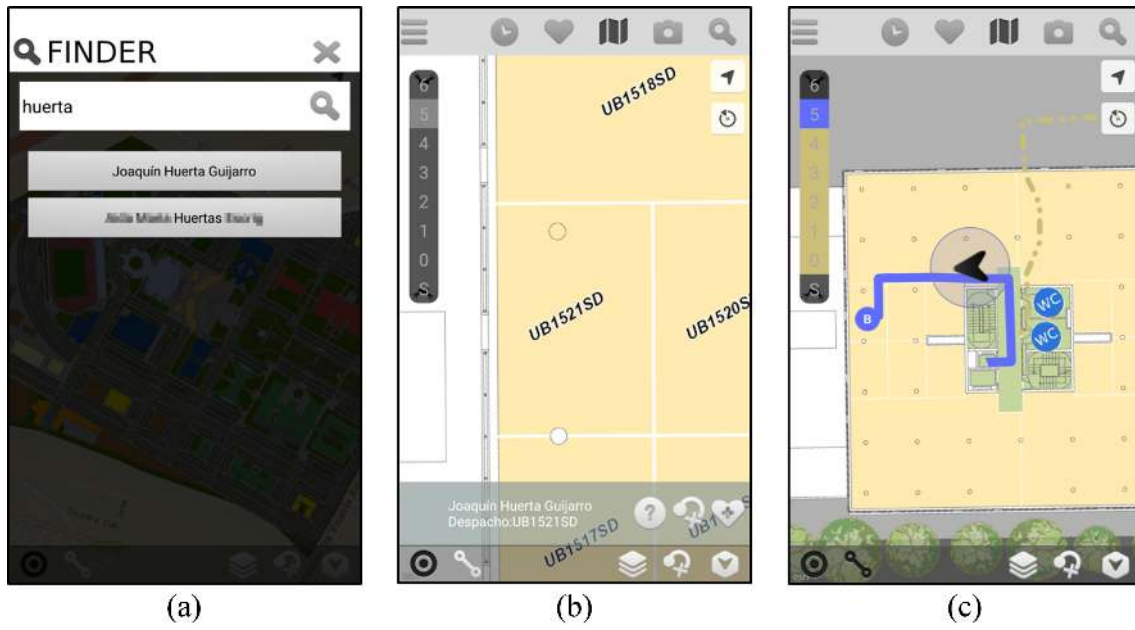 FINDER
huerta
Joaquín Huerta Guijarro
Huertas
(a)
6
5
4
3
2
1
0
S
UB1518SD
UB1521SD
UB1520S
Joaquín Huerta Guijarro
Despacho:UB1521SD
?
UB1517SD
UB1
(b)
6
5
4
3
2
1
0
S
WC
WC
B
(c)